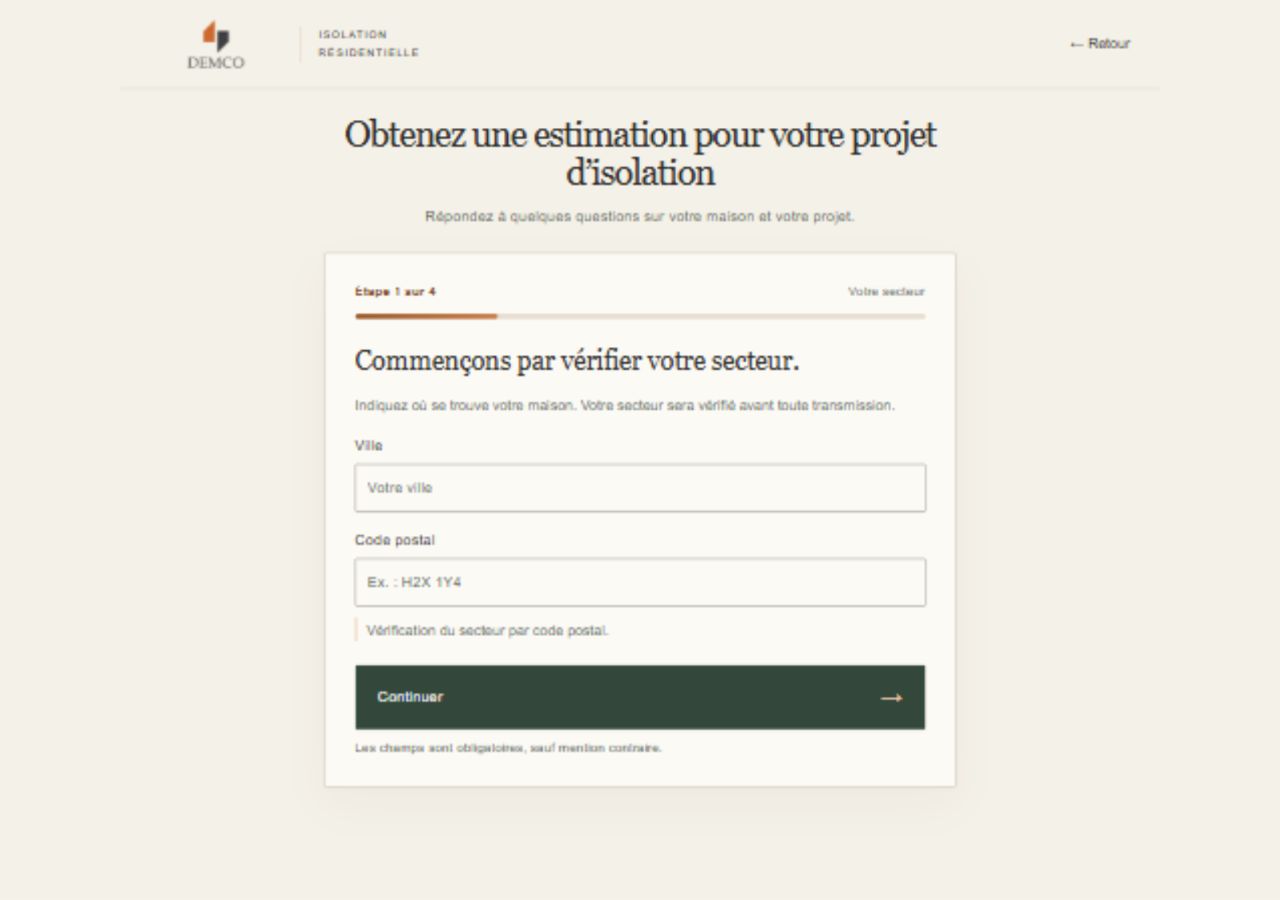 DEMCO
ISOLATION
RÉSIDENTIELLE
← Retour
Obtenez une estimation pour votre projet
d’isolation
Répondez à quelques questions sur votre maison et votre projet.
Étape 1 sur 4
Votre secteur
Commençons par vérifier votre secteur.
Indiquez où se trouve votre maison. Votre secteur sera vérifié avant toute transmission.
Ville
Votre ville
Code postal
Ex. : H2X 1Y4
Vérification du secteur par code postal.
Continuer →
Les champs sont obligatoires, sauf mention contraire.